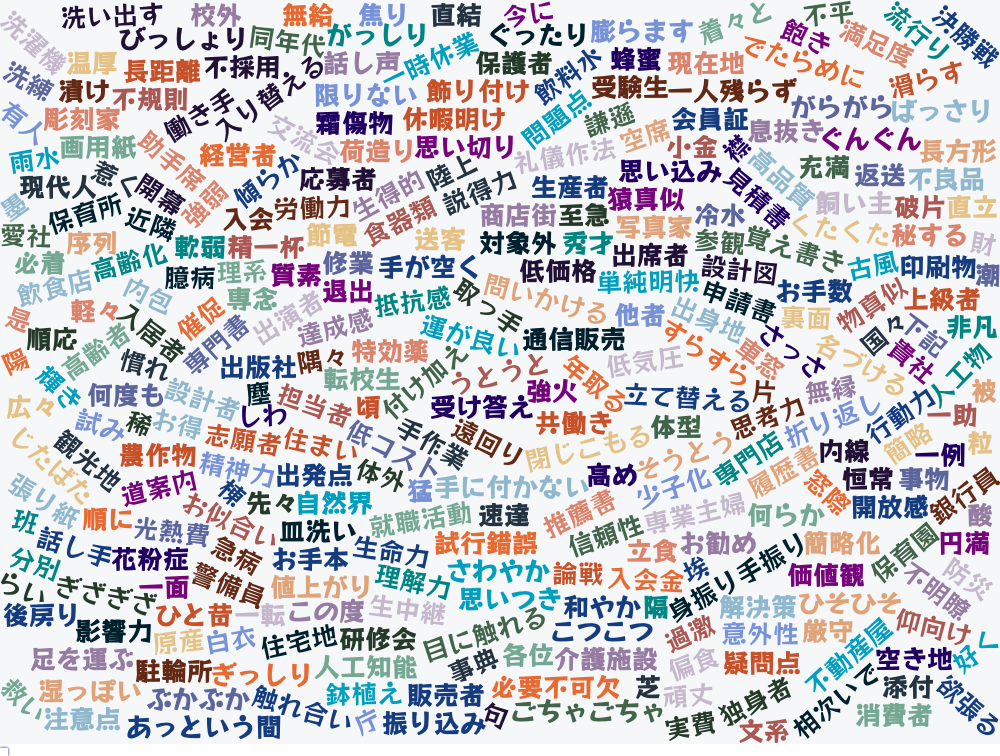 洗い出す
校外
無給
焦り
直結
今に
膨らます
着々と
不平
流行り
決勝戦
洗濯機
びっしょり
同年代
がっしり
ぐったり
飽き
満足度
温厚
長距離
不採用
話し声
一時休業
保護者
飲料水
蜂蜜
現在地
でたらめに
滑らす
洗練
漬け
不規則
働き手
入り替える
限りない
飾り付け
受験生
一人残らず
がらがら
ばっさり
有人
彫刻家
交流会
霜傷物
休暇明け
問題点
謙遜
空席
会員証
息抜き
ぐんぐん
雨水
画用紙
助手席
経営者
荷造り
思い切り
礼儀作法
小金
襟
高品質
充満
長方形
現代人
惹く
開幕
強弱
傾らか
応募者
生得的
陸上
説得力
生産者
思い込み
猿真似
見積書
返送
不良品
墨
保育所
近隣
入会
労働力
食器類
商店街
至急
写真家
冷水
飼い主
破片
直立
愛社
序列
高齢化
軟弱
精一杯
節電
送客
対象外
秀才
出席者
参観
覚え書き
くたくた
秘する
財
必着
臆病
理系
質素
修業
手が空く
低価格
単純明快
設計図
古風
印刷物
潮
飲食店
内包
専念
退出
抵抗感
取っ手
問いかける
申請書
お手数
物真似
上級者
軽々
入居者
催促
専門書
出演者
達成感
運が良い
他者
出身地
裏面
是
順応
高齢者
慣れ
通信販売
すらすら
車窓
さっさ
名づける
国々
下記
非凡
陽
出版社
隅々
特効薬
付け加え
うとうと
年取る
低気圧
貴社
人工物
輝き
何度も
設計者
塵
転校生
強火
立て替える
片
無縁
被
広々
試み
稀
お得
しわ
担当者
頃
受け答え
共働き
体型
思考力
折り返し
行動力
一助
じたばた
観光地
志願者
住まい
低コスト
手作業
遠回り
閉じこもる
そうとう
専門店
内線
簡略
一例
粒
農作物
精神力
出発点
体外
猛
手に付かない
高め
少子化
履歴書
窓際
恒常
事物
張り紙
道案内
棟
先々
自然界
開放感
銀行員
班
順に
光熱費
お似合い
皿洗い
就職活動
速達
推薦書
信頼性
専業主婦
何らか
酸
話し手
花粉症
急病
お手本
生命力
試行錯誤
立食
お勧め
手振り
簡略化
保育園
円満
分別
らい
ぎざぎざ
一面
警備員
値上がり
理解力
さわやか
論戦
入会金
埃
身振り
価値観
不明瞭
防災
後戻り
ひと苗
一転
この度
生中継
思いつき
和やか
隔
解決策
ひそひそ
影響力
原産
白衣
住宅地
研修会
目に触れる
こつこつ
過激
意外性
厳守
不動産屋
仰向け
足を運ぶ
駐輪所
ぎっしり
人工知能
事典
各位
介護施設
偏食
疑問点
空き地
好く
救い
湿っぽい
ぶかぶか
触れ合い
鉢植え
販売者
必要不可欠
芝
頑丈
独身者
相次いで
添付
欲張る
注意点
あっという間
斤
振り込み
句
ごちゃごちゃ
実費
文系
消費者